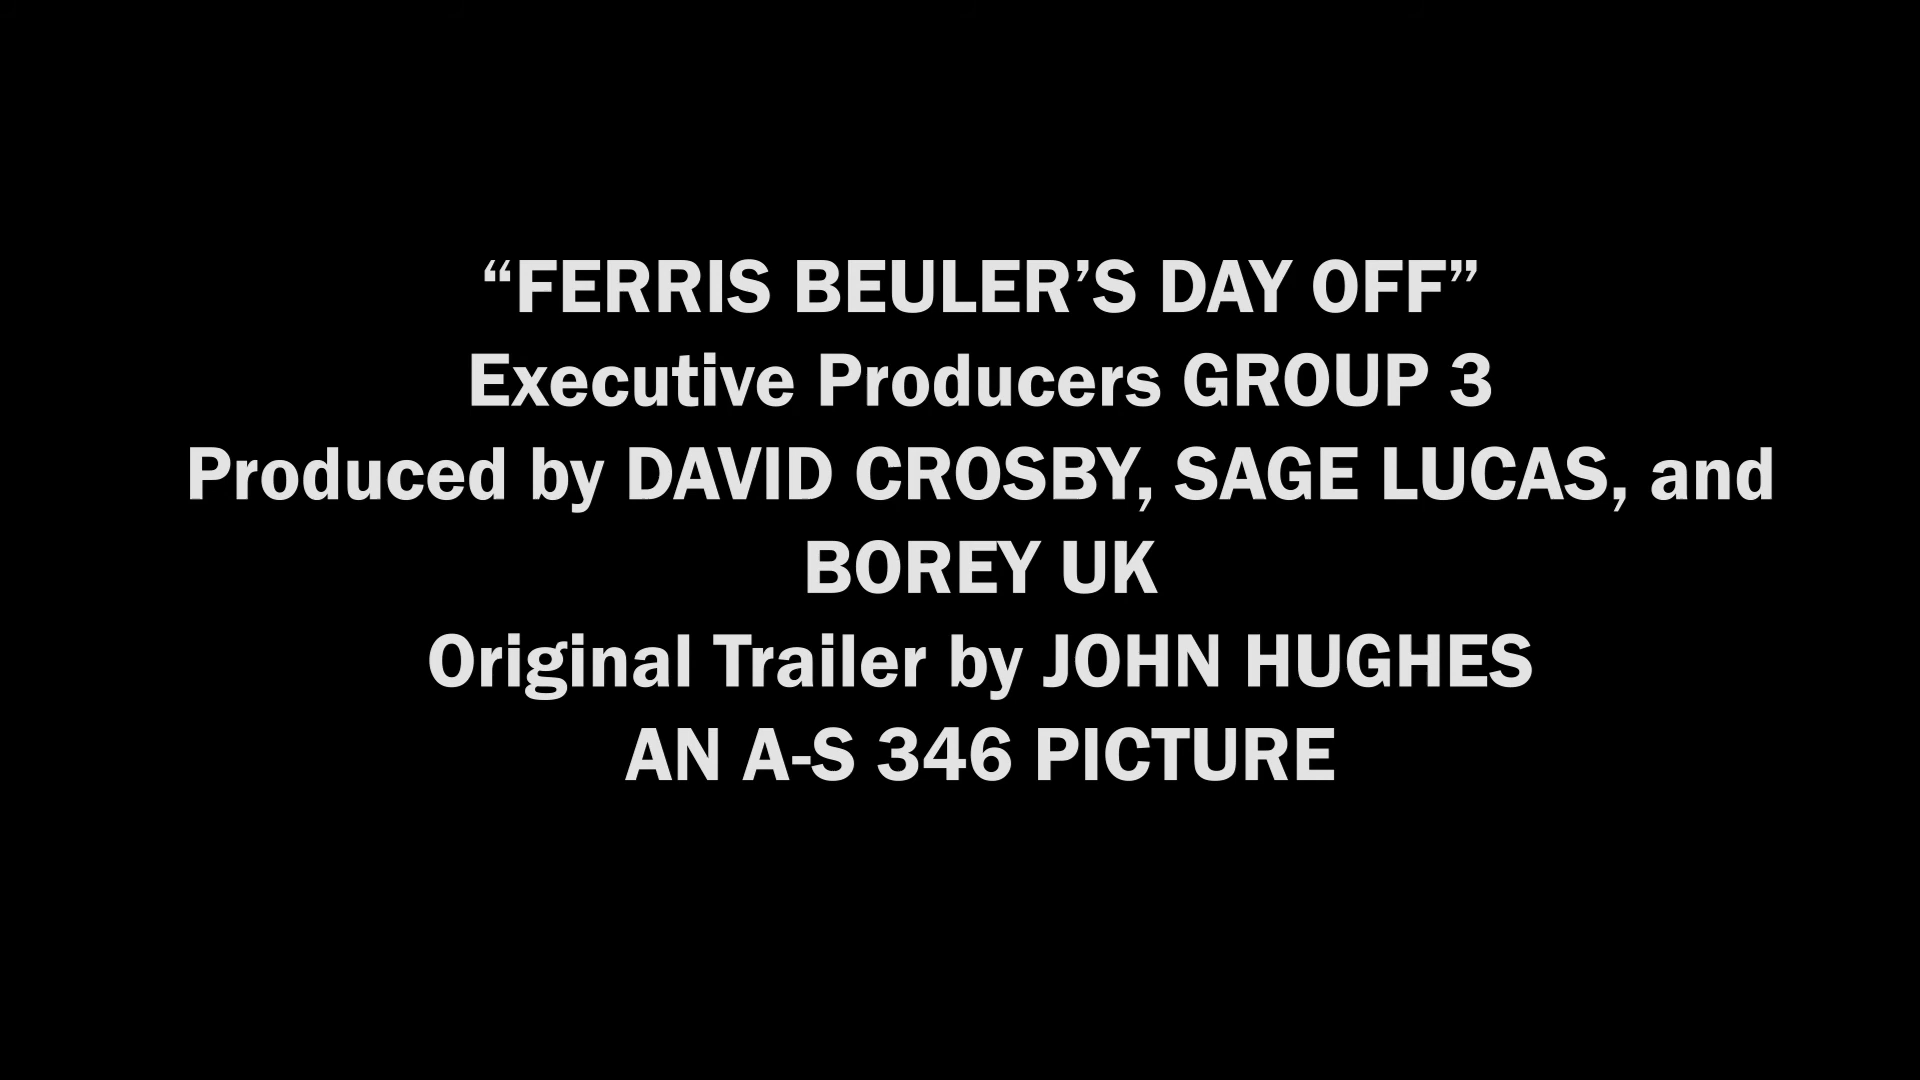 “FERRIS BEULER’S DAY OFF”
Executive Producers GROUP 3
Produced by DAVID CROSBY, SAGE LUCAS, and
BOREY UK
Original Trailer by JOHN HUGHES
AN A-S 346 PICTURE